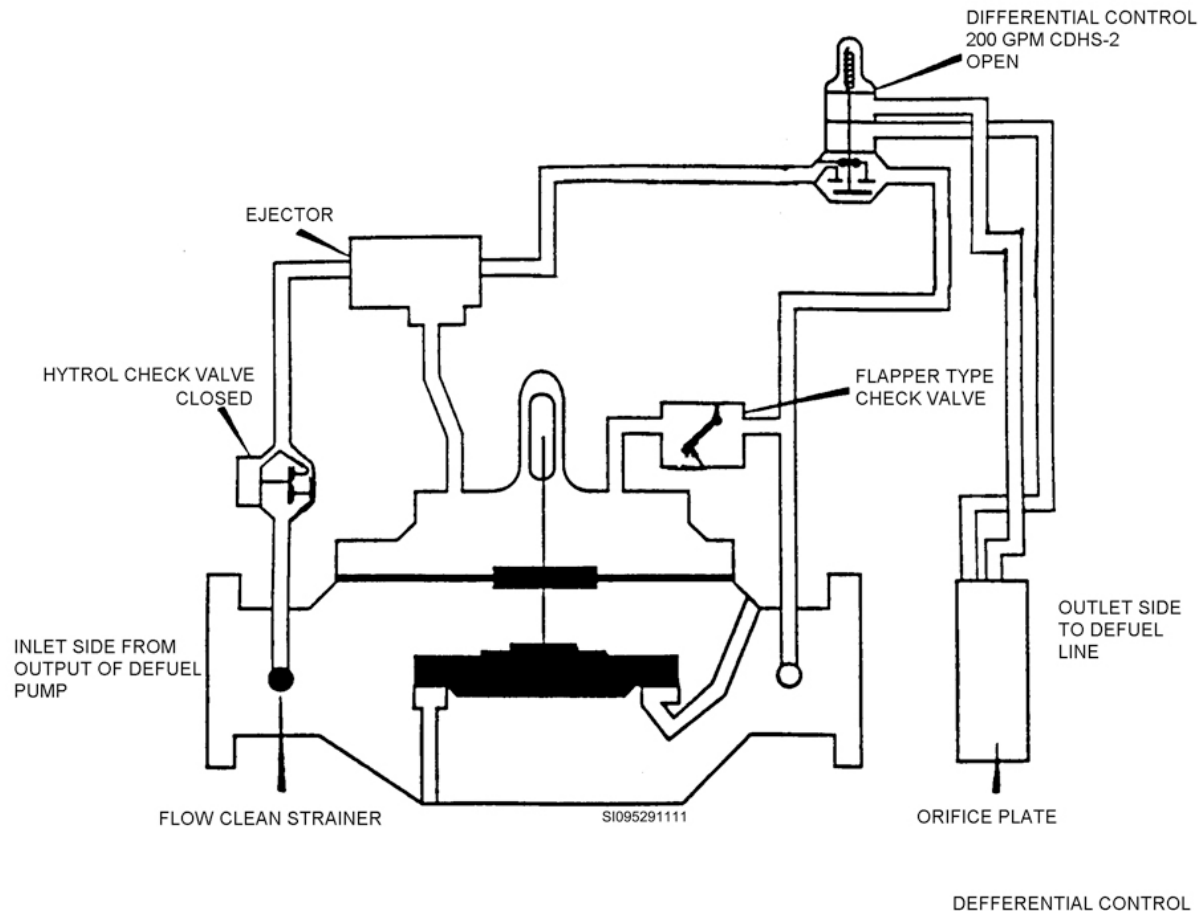 DIFFERENTIAL CONTROL
200 GPM CDHS-2
OPEN
EJECTOR
HYTROL CHECK VALVE
CLOSED
FLAPPER TYPE
CHECK VALVE
INLET SIDE FROM
OUTPUT OF DEFUEL
PUMP
OUTLET SIDE
TO DEFUEL
LINE
FLOW CLEAN STRAINER
SI095291111
ORIFICE PLATE
DEFFERENTIAL CONTROL